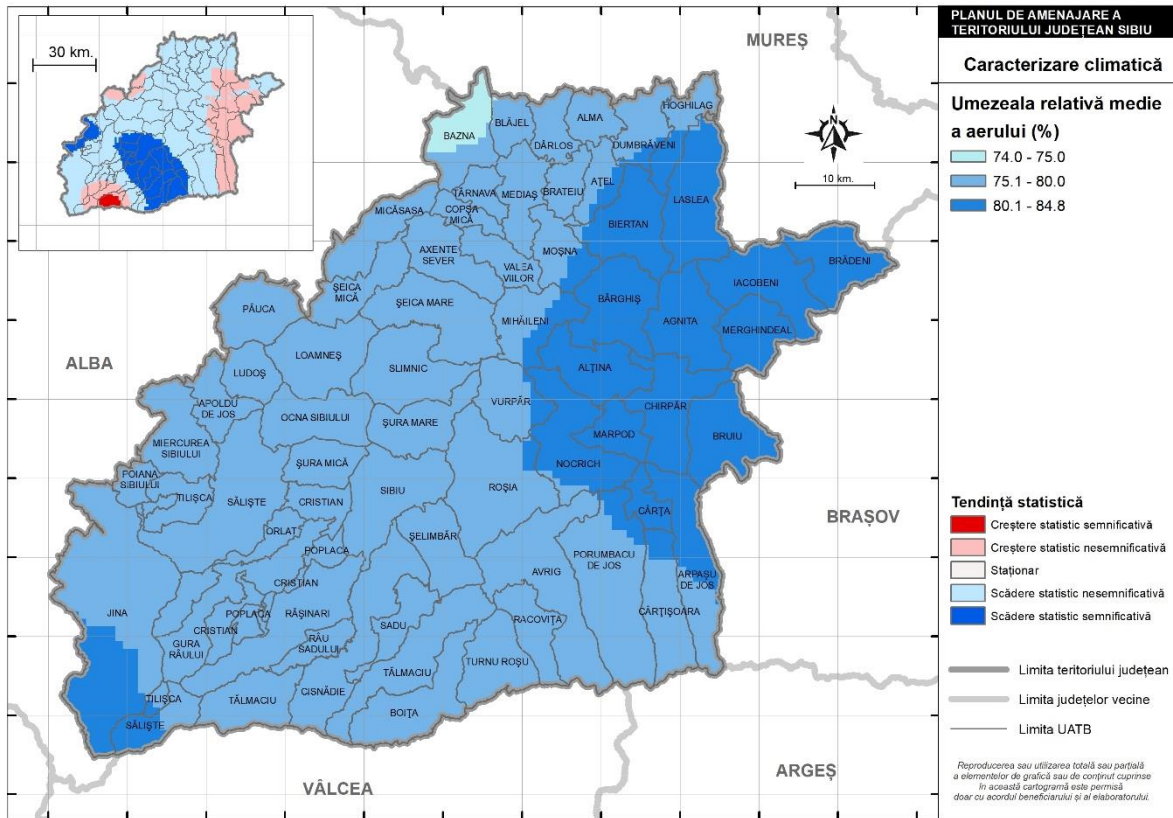 30 km.
MUREȘ
ALBA
BRAȘOV
VÂLCEA
ARGEȘ
10 km.
BAZNA
BLĂJEL
ALMA
HOGHILAG
DÂRLOS
DUMBRĂVENI
TÂRNAVA
MEDIAȘ
BRATEIU
AȚEL
LASLEA
MICĂSASA
COPȘA
MICĂ
BIERTAN
AXENTE
SEVER
MOȘNA
VALEA
VIILOR
BRĂDENI
IACOBENI
ȘEICA
MICĂ
ȘEICA MARE
BÂRGHIȘ
PĂUCA
MIHĂILENI
AGNITA
MERGHINDEAL
LOAMNEȘ
LUDOȘ
SLIMNIC
ALȚINA
APOLDU
DE JOS
VURPĂR
CHIRPĂR
OCNA SIBIULUI
ȘURA MARE
MARPOD
BRUIU
MIERCUREA
SIBIULUI
NOCRICH
ȘURA MICĂ
POIANA
SIBIULUI
TILIȘCA
SĂLIȘTE
CRISTIAN
SIBIU
ROȘIA
CÂRȚA
ORLAT
ȘELIMBĂR
POPLACA
PORUMBACU
DE JOS
AVRIG
ARPAȘU
DE JOS
CRISTIAN
JINA
POPLACA
RĂȘINARI
CÂRȚIȘOARA
CRISTIAN
SADU
RACOVIȚA
GURA
RÂULUI
RÂU
SADULUI
TURNU ROȘU
TĂLMACIU
TILIȘCA
TĂLMACIU
CISNĂDIE
BOIȚA
SĂLIȘTE
PLANUL DE AMENAJARE A
TERITORIULUI JUDEȚEAN SIBIU
Caracterizare climatică
Umezeala relativă medie
a aerului (%)
74.0 - 75.0
75.1 - 80.0
80.1 - 84.8
Tendință statistică
Creștere statistic semnificativă
Creștere statistic nesemnificativă
Staționar
Scădere statistic nesemnificativă
Scădere statistic semnificativă
Limita teritoriului județean
Limita județelor vecine
Limita UATB
Reproducerea sau utilizarea totală sau parțială
a elementelor de grafică sau de conținut cuprinse
în această cartogramă este permisă
doar cu acordul beneficiarului și al elaboratorului.